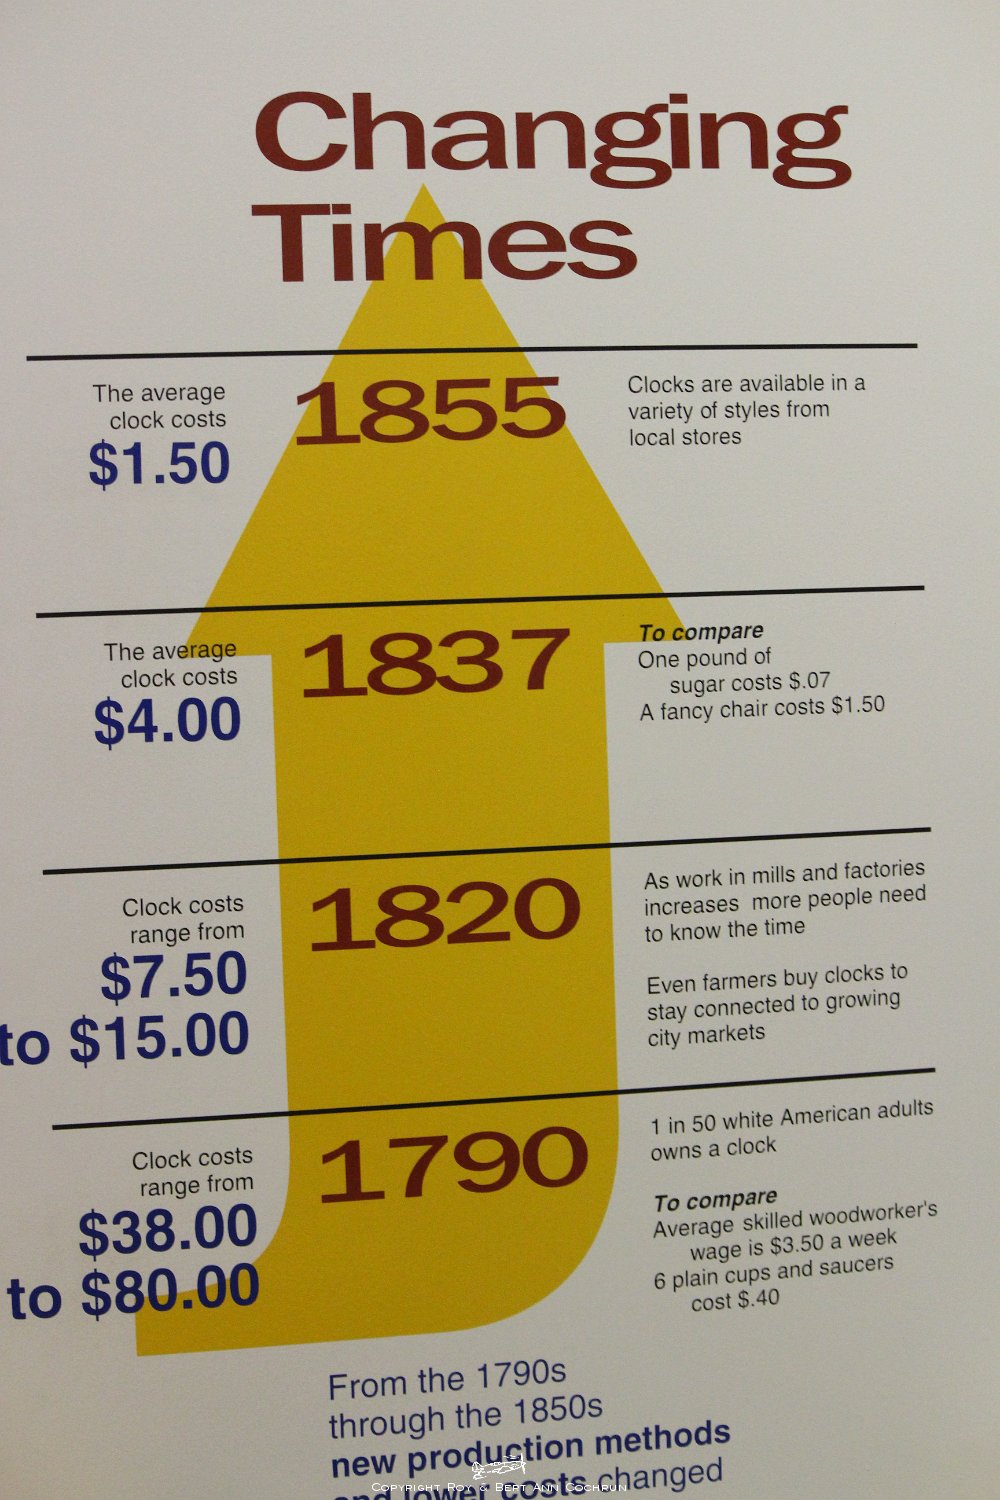 Changing
Times
The average
clock costs
$1.50
1855
Clocks are available in a
variety of styles from
local stores
The average
clock costs
$4.00
1837
To compare
One pound of
sugar costs $.07
A fancy chair costs $1.50
Clock costs
range from
$7.50
to $15.00
1820
As work in mills and factories
increases more people need
to know the time
Even farmers buy clocks to
stay connected to growing
city markets
Clock costs
range from
$38.00
to $80.00
1790
1 in 50 white American adults
owns a clock
To compare
Average skilled woodworker's
wage is $3.50 a week
6 plain cups and saucers
cost $.40
From the 1790s
through the 1850s
new production methods
and lower costs changed
Copyright Roy & Bert Ann Cochrun